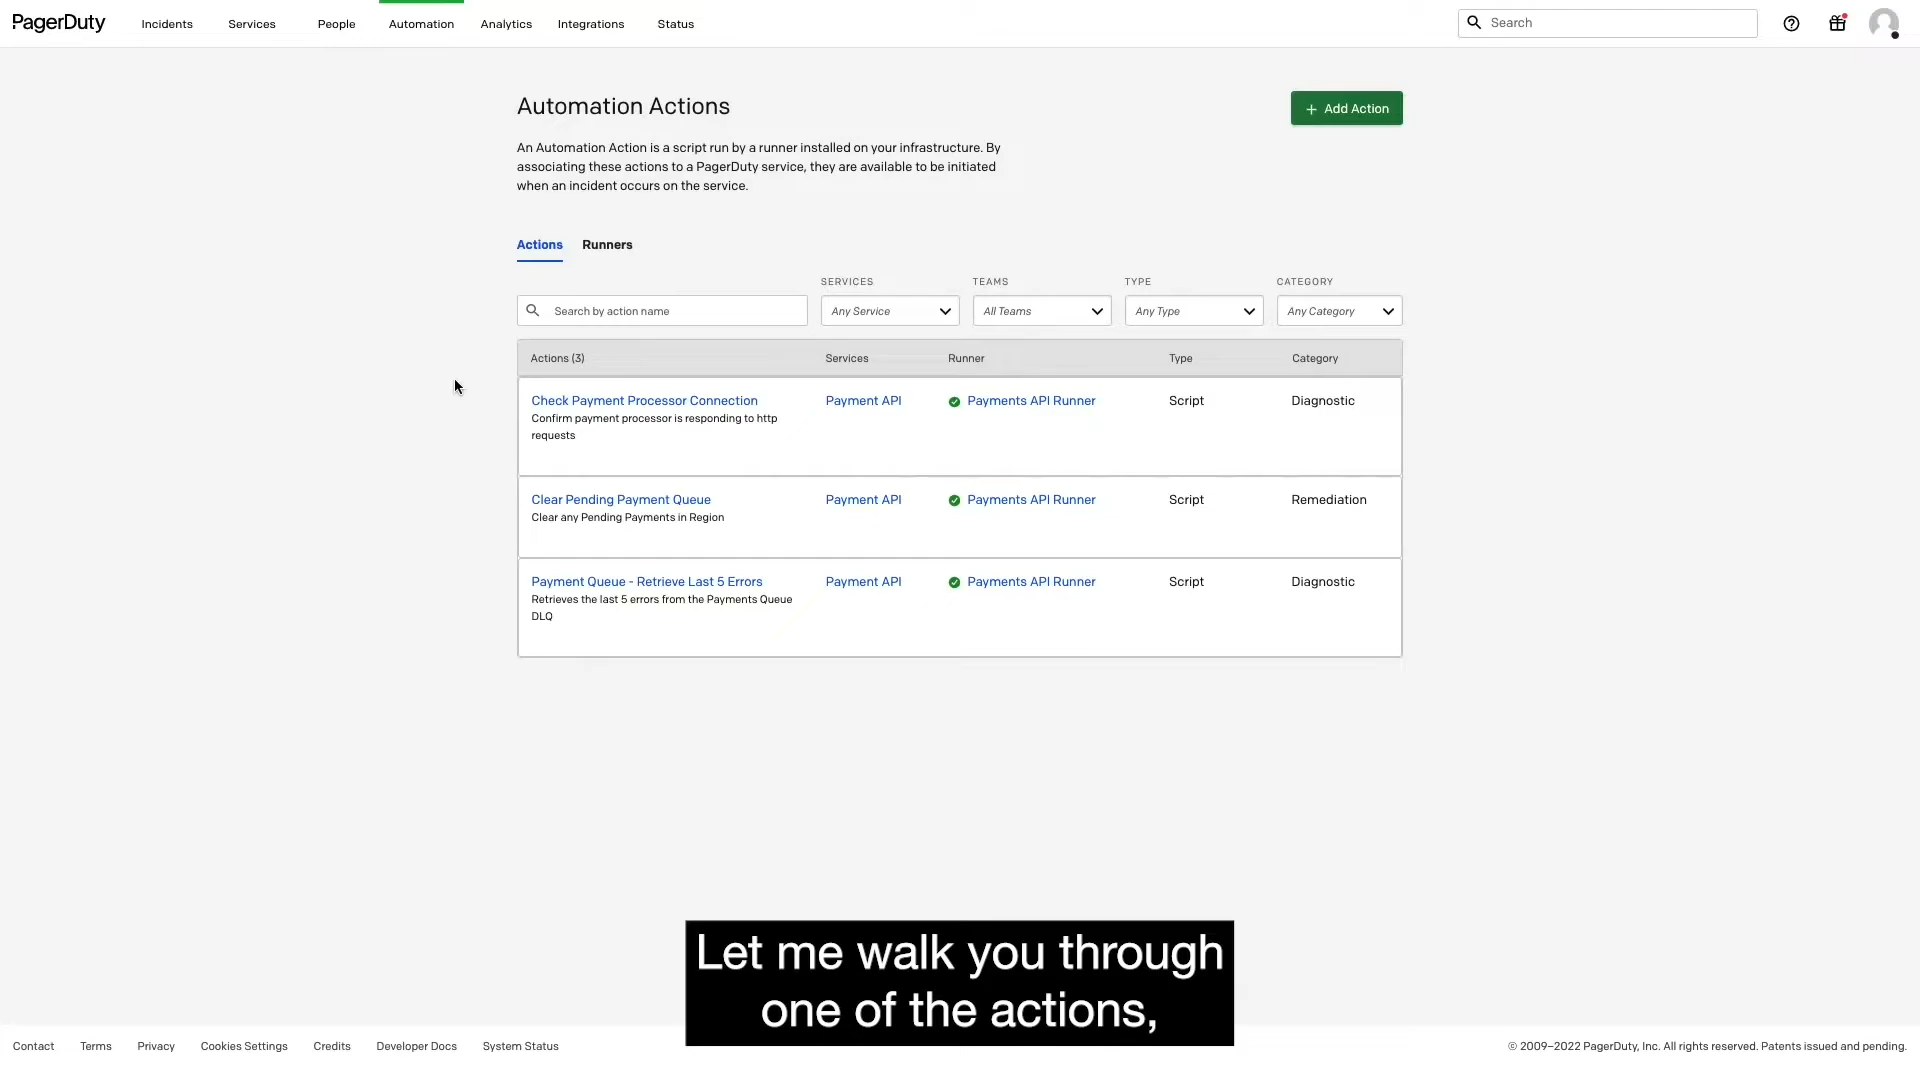 PagerDuty Incidents Services People Automation Analytics Integrations Status Search
Automation Actions
+ Add Action
An Automation Action is a script run by a runner installed on your infrastructure. By
associating these actions to a PagerDuty service, they are available to be initiated
when an incident occurs on the service.
Actions Runners
SERVICES TEAMS TYPE CATEGORY
Search by action name Any Service All Teams Any Type Any Category
Actions (3) Services Runner Type Category
Check Payment Processor Connection Payment API Payments API Runner Script Diagnostic
Confirm payment processor is responding to http
requests
Clear Pending Payment Queue Payment API Payments API Runner Script Remediation
Clear any Pending Payments in Region
Payment Queue - Retrieve Last 5 Errors Payment API Payments API Runner Script Diagnostic
Retrieves the last 5 errors from the Payments Queue
DLQ
Let me walk you through
one of the actions,
Contact Terms Privacy Cookies Settings Credits Developer Docs System Status © 2009–2022 PagerDuty, Inc. All rights reserved. Patents issued and pending.